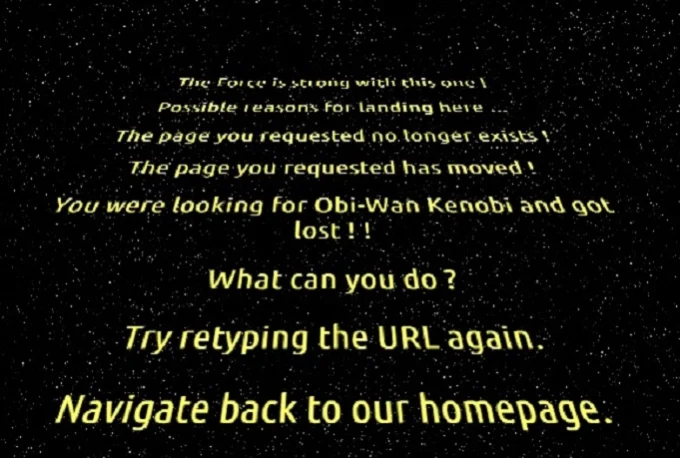 The Force is strong with this one !
Possible reasons for landing here ...
The page you requested no longer exists !
The page you requested has moved !
You were looking for Obi-Wan Kenobi and got
lost ! !
What can you do ?
Try retyping the URL again.
Navigate back to our homepage.